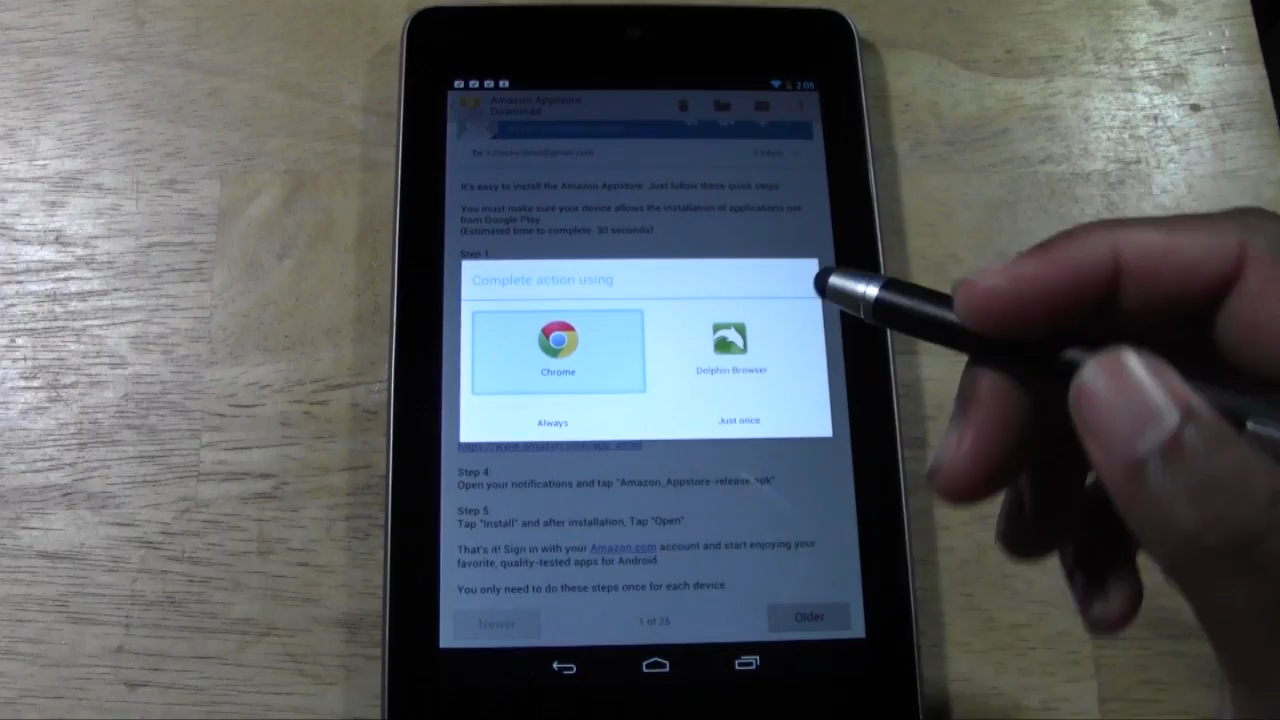 2:05
Amazon Appstore
Download
To:
It's easy to install the Amazon Appstore. Just follow these quick steps
You must make sure your device allows the installation of applications not
from Google Play
(Estimated time to complete: 30 seconds)
Step 1
Complete action using
Chrome
Dolphin Browser
Always
Just once
Step 4:
Open your notifications and tap "Amazon_Appstore-release.apk"
Step 5:
Tap "Install" and after installation, Tap "Open"
That's it! Sign in with your Amazon.com account and start enjoying your
favorite, quality-tested apps for Android.
You only need to do these steps once for each device.
Newer
1 of 25
Older